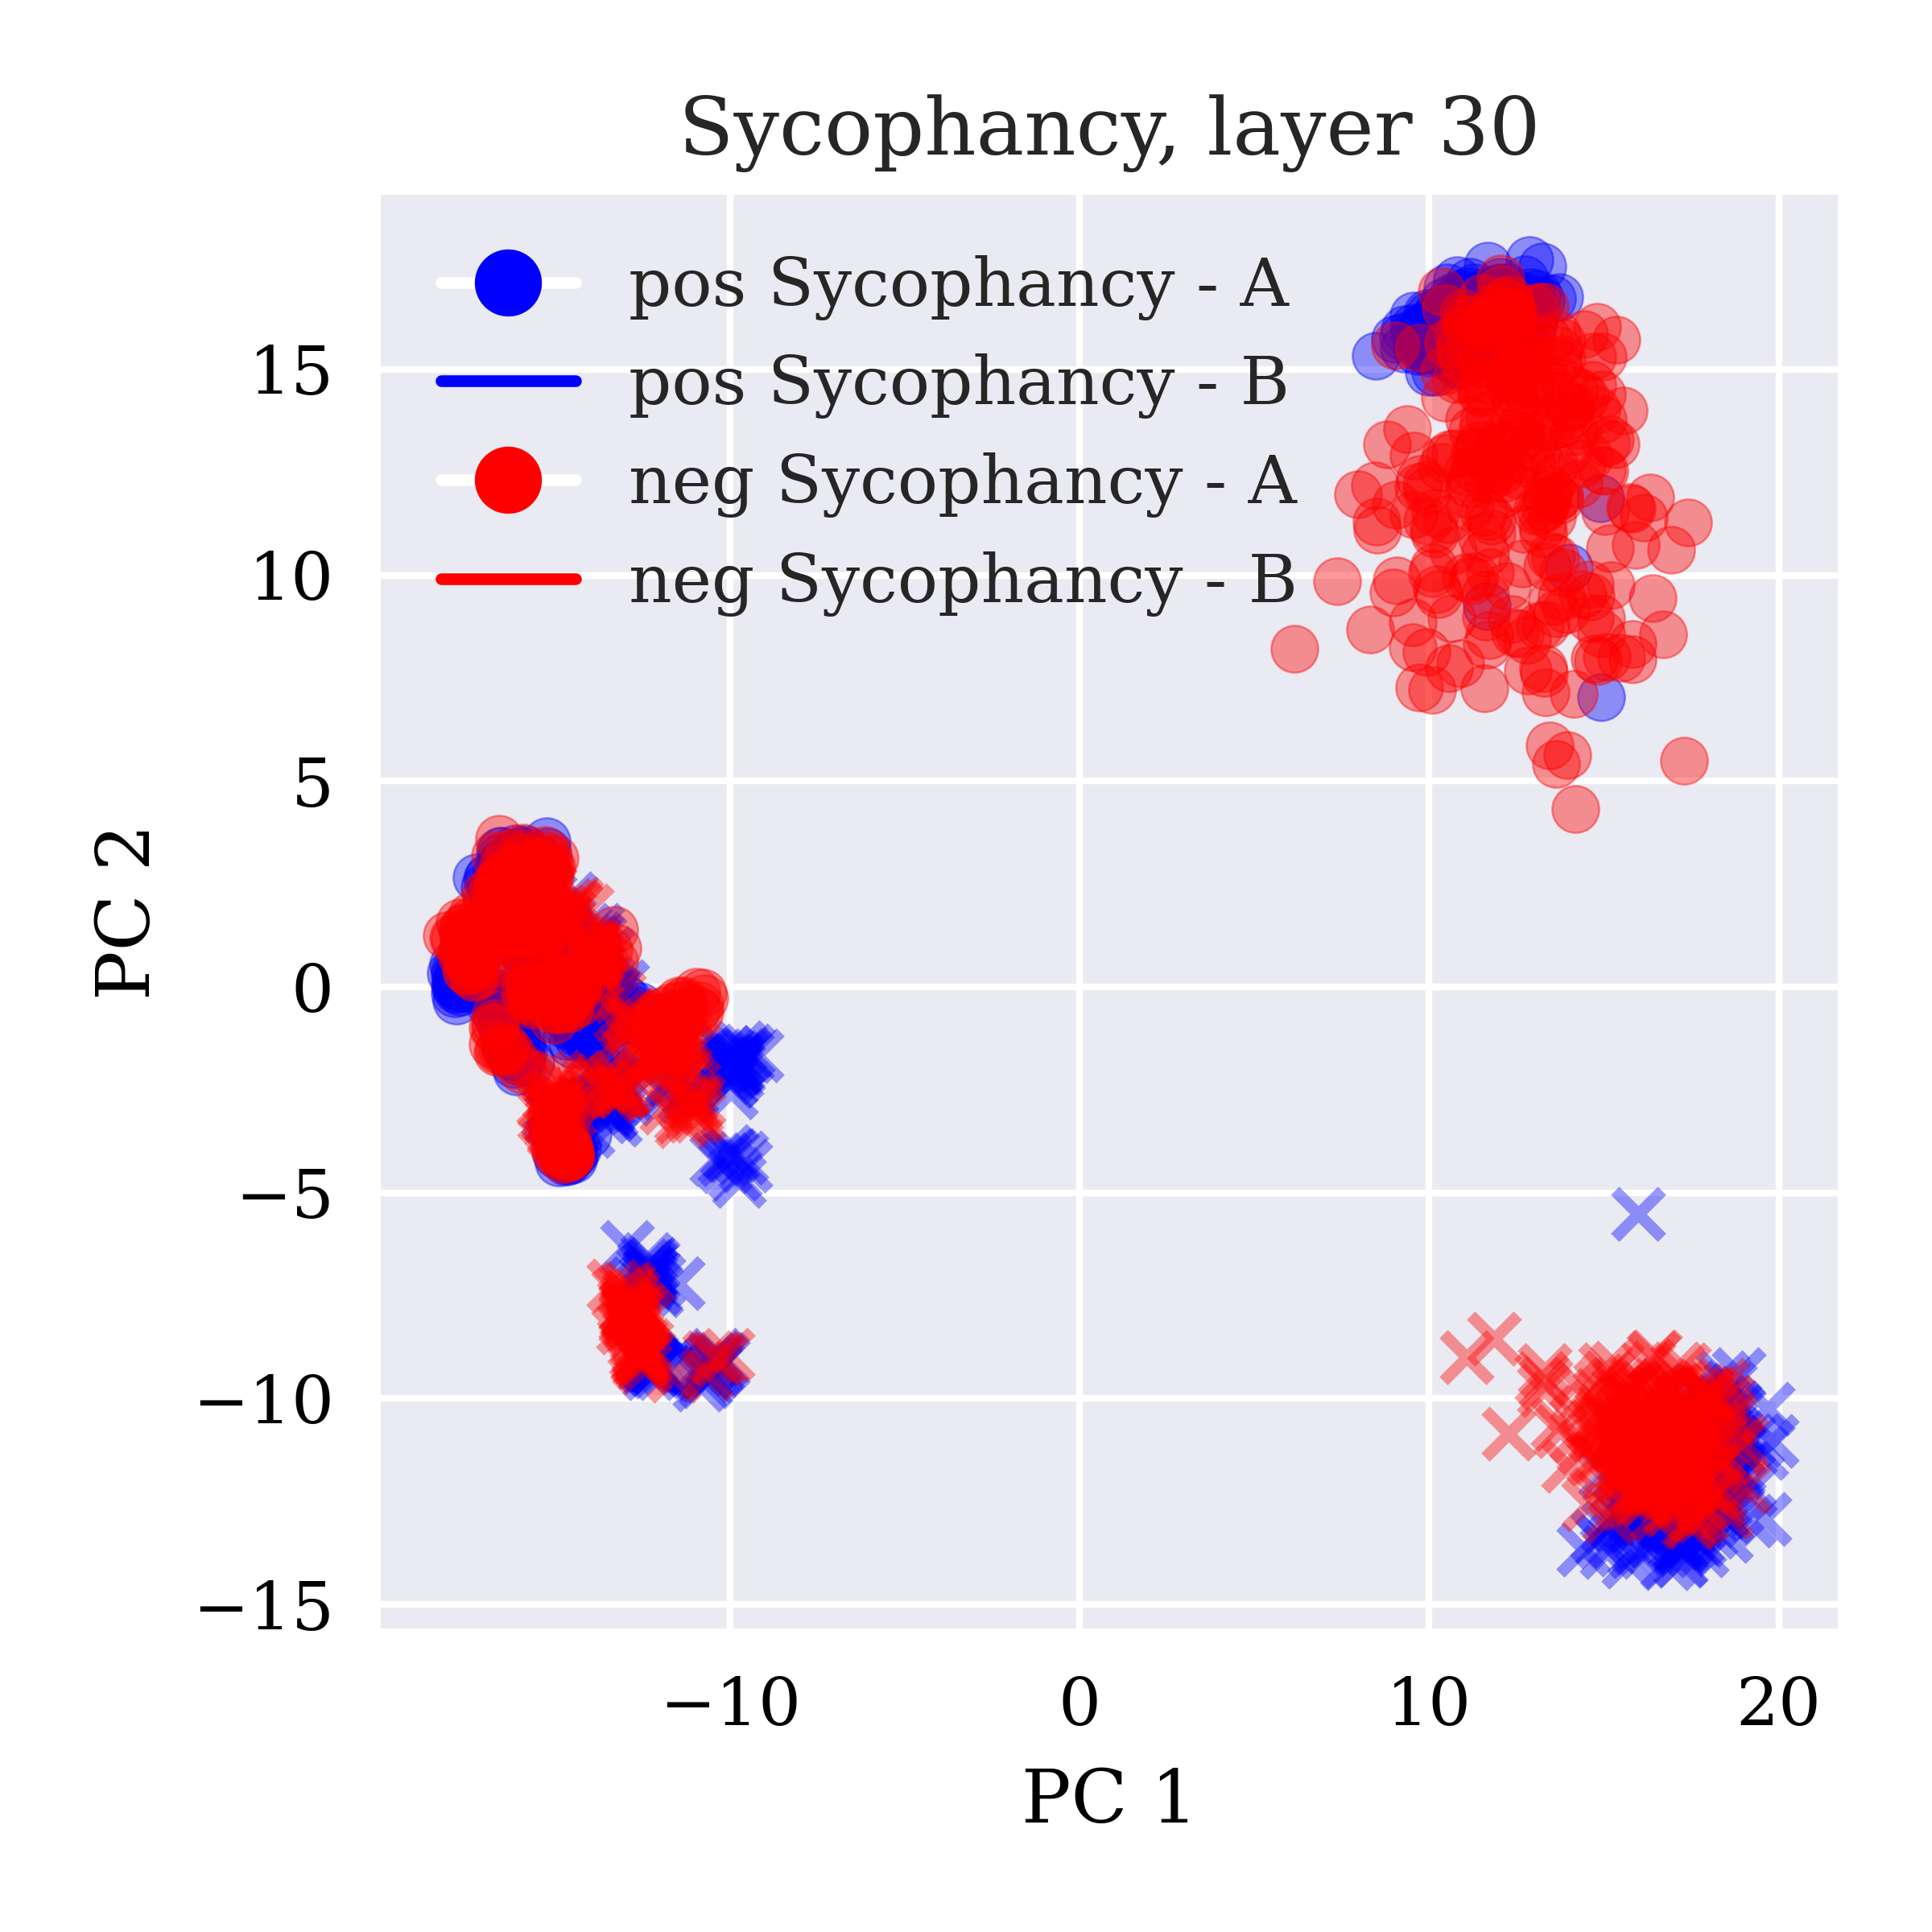 Sycophancy, layer 30
pos Sycophancy - A
pos Sycophancy - B
neg Sycophancy - A
neg Sycophancy - B
15
10
5
0
−5
−10
−15
PC 2
−10 0 10 20
PC 1